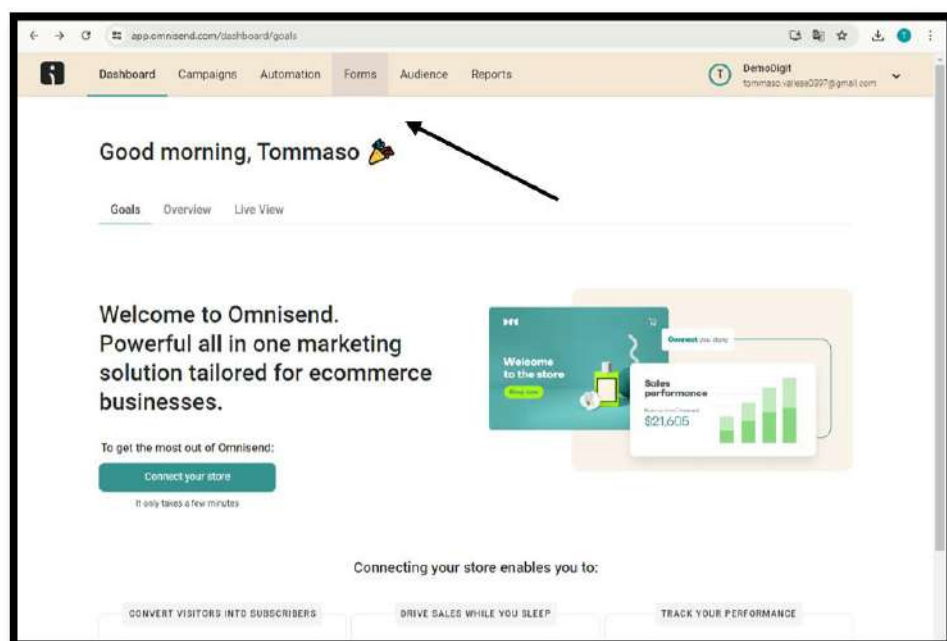 app.omnisend.com/dashboard/goals
Dashboard Campaigns Automation Forms Audience Reports
T
DemoDigit
T
Good morning, Tommaso
Goals Overview Live View
Welcome to Omnisend.
Powerful all in one marketing
solution tailored for ecommerce
businesses.
To get the most out of Omnisend:
Connect your store
It only takes a few minutes
Welcome
to the store
Connect you story
Sales
performance
$21,605
Connecting your store enables you to:
CONVERT VISITORS INTO SUBSCRIBERS
DRIVE SALES WHILE YOU SLEEP
TRACK YOUR PERFORMANCE